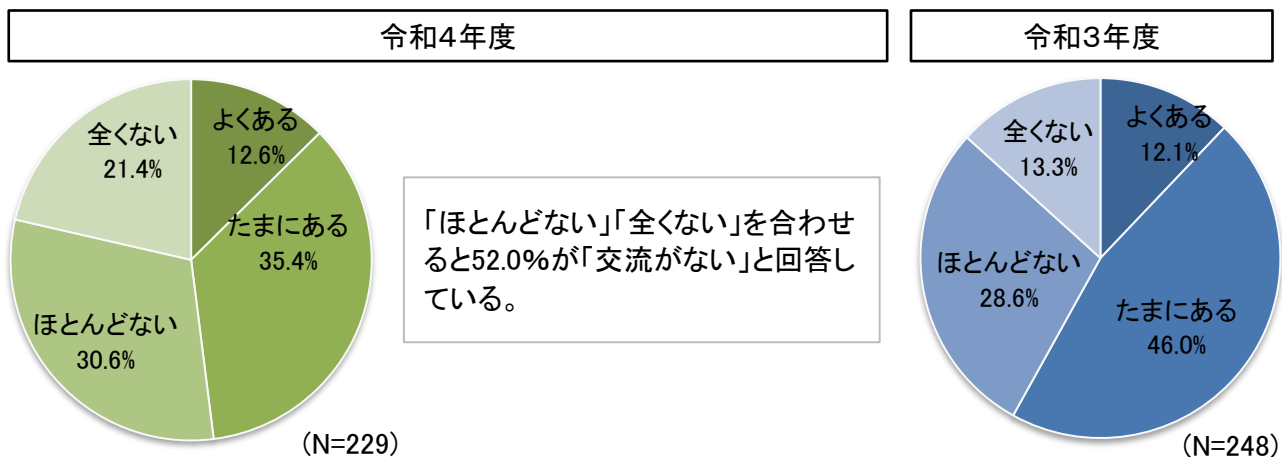 令和4年度
よくある
12.6%
たまにある
35.4%
ほとんどない
30.6%
全くない
21.4%
(N=229)
「ほとんどない」「全くない」を合わせ
ると52.0%が「交流がない」と回答し
ている。
令和3年度
よくある
12.1%
たまにある
46.0%
ほとんどない
28.6%
全くない
13.3%
(N=248)